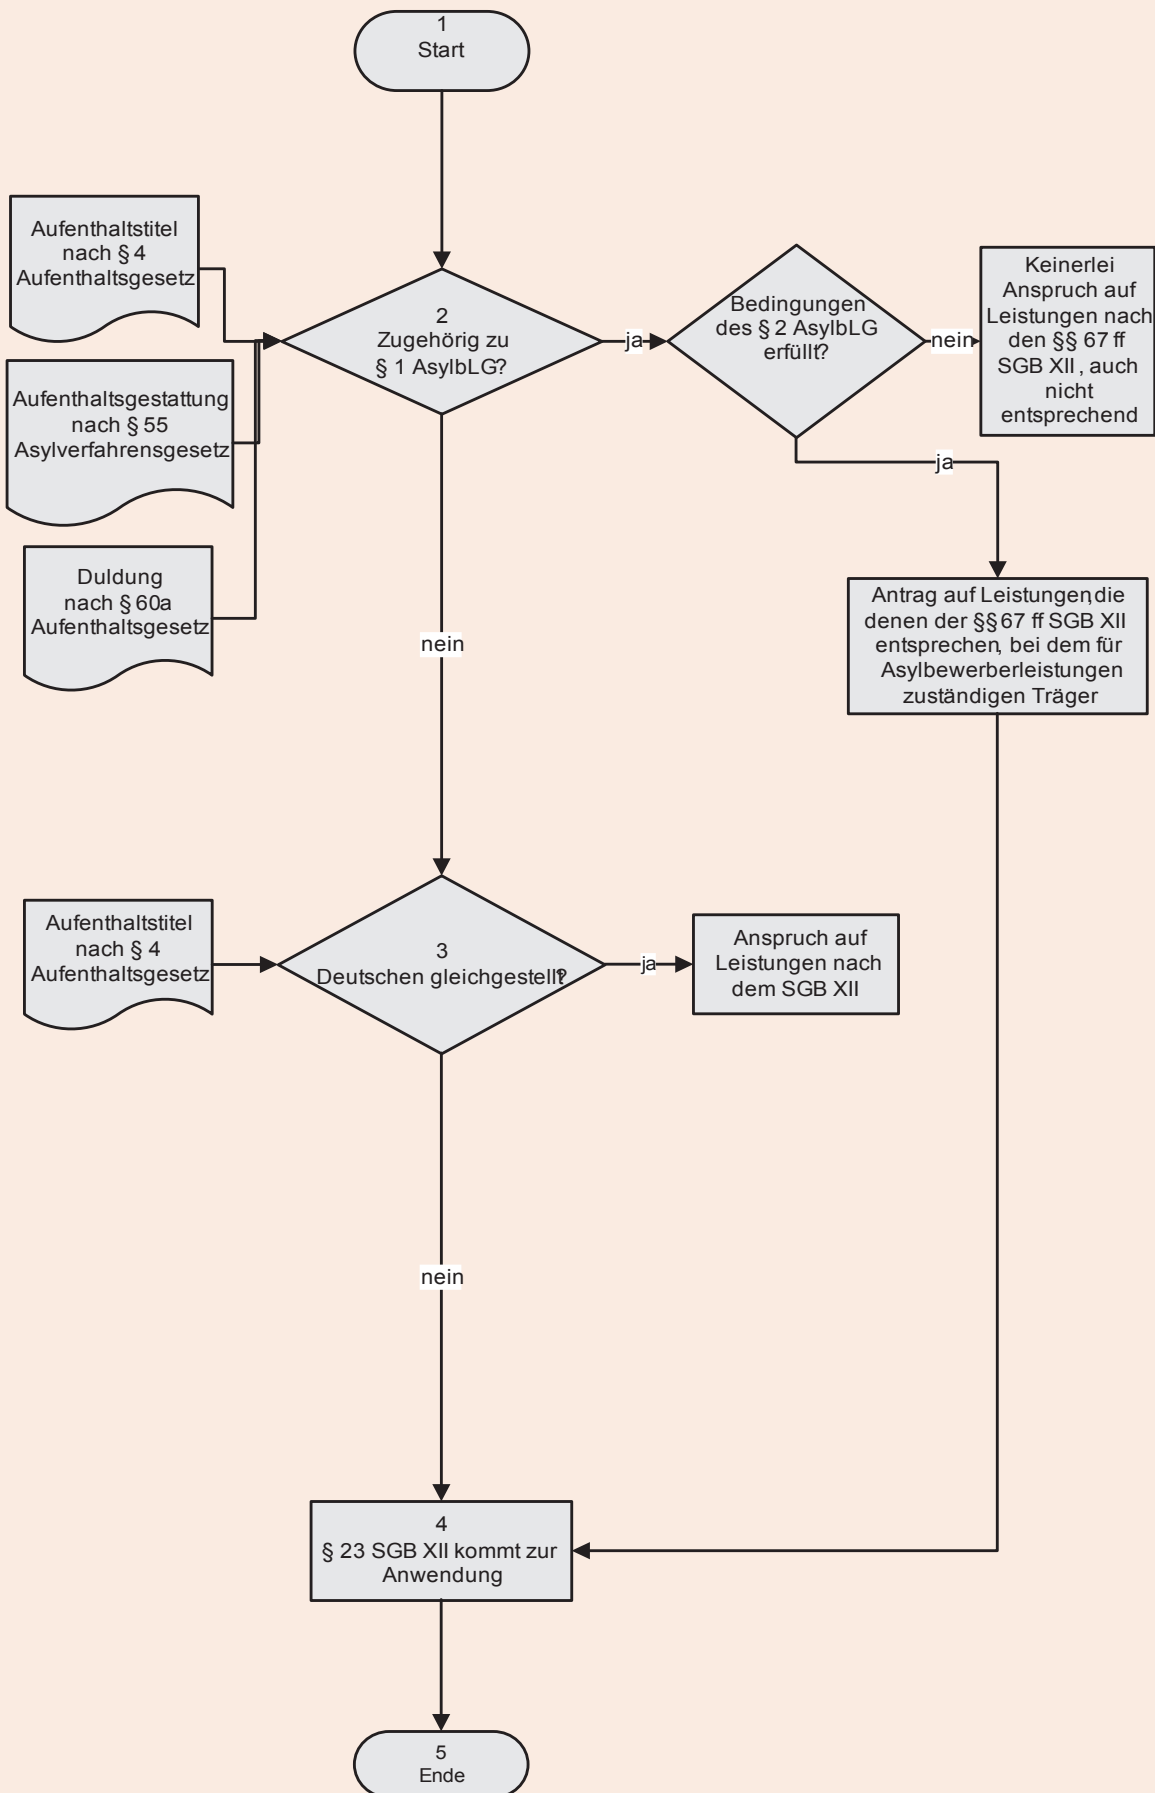 1
Start
Aufenthaltstitel
nach § 4
Aufenthaltsgesetz
Aufenthaltsgestattung
nach § 55
Asylverfahrensgesetz
Duldung
nach § 60a
Aufenthaltsgesetz
2
Zugehörig zu
§ 1 AsylbLG?
ja
Bedingungen
des § 2 AsylbLG
erfüllt?
nein
Keinerlei
Anspruch auf
Leistungen nach
den §§ 67 ff
SGB XII, auch
nicht
entsprechend
ja
Antrag auf Leistungen, die
denen der §§ 67 ff SGB XII
entsprechen, bei dem für
Asylbewerberleistungen
zuständigen Träger
nein
Aufenthaltstitel
nach § 4
Aufenthaltsgesetz
3
Deutschen gleichgestellt?
ja
Anspruch auf
Leistungen nach
dem SGB XII
nein
4
§ 23 SGB XII kommt zur
Anwendung
5
Ende